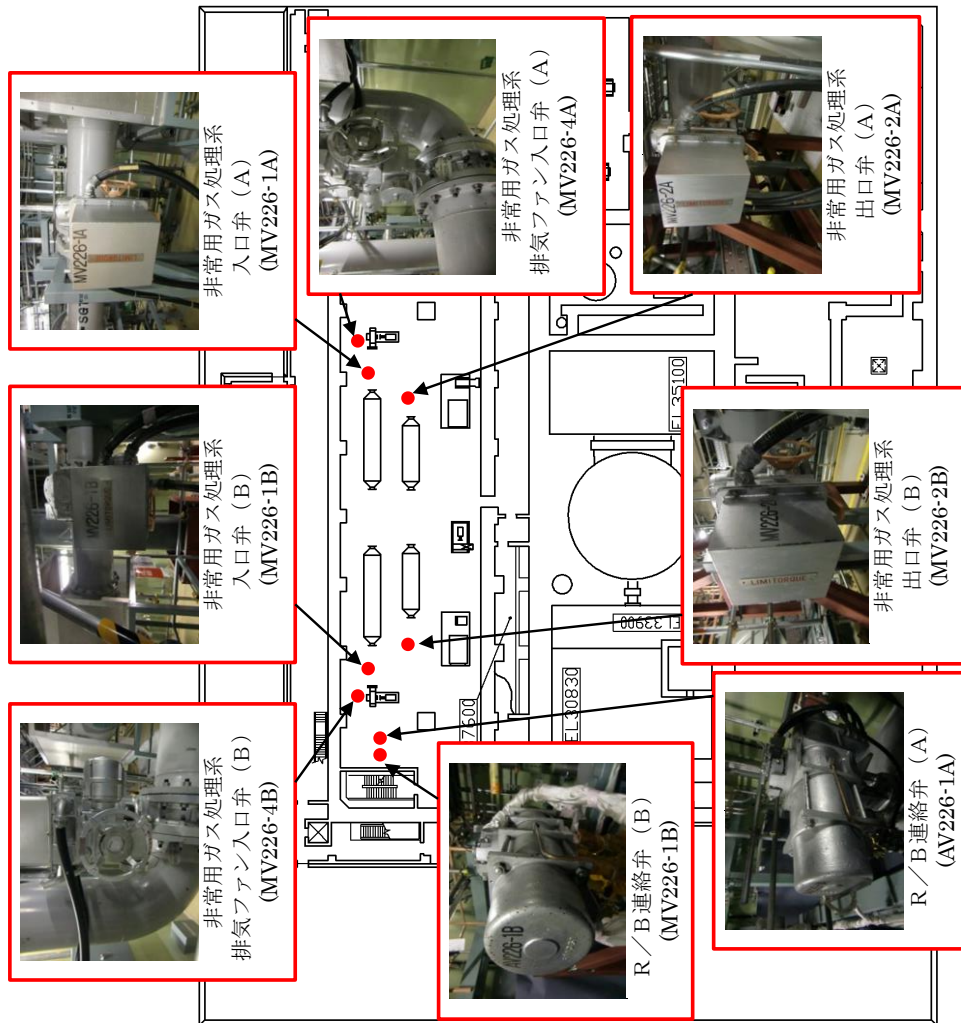 非常用ガス処理系
排気ファン入口弁（B）
(MV226-4B)
非常用ガス処理系
入口弁（B）
(MV226-1B)
MV226-1B
非常用ガス処理系
入口弁（A）
(MV226-1A)
MV226-1A
LIMITORQUE
SGT
非常用ガス処理系
排気ファン入口弁（A）
(MV226-4A)
非常用ガス処理系
出口弁（A）
(MV226-2A)
MV226-2A
非常用ガス処理系
出口弁（B）
(MV226-2B)
MV226-
LIMITORQUE
R／B連絡弁（B）
(MV226-1B)
AV226-1B
R／B連絡弁（A）
(AV226-1A)
7600
EL30830
EL33900
EL35100